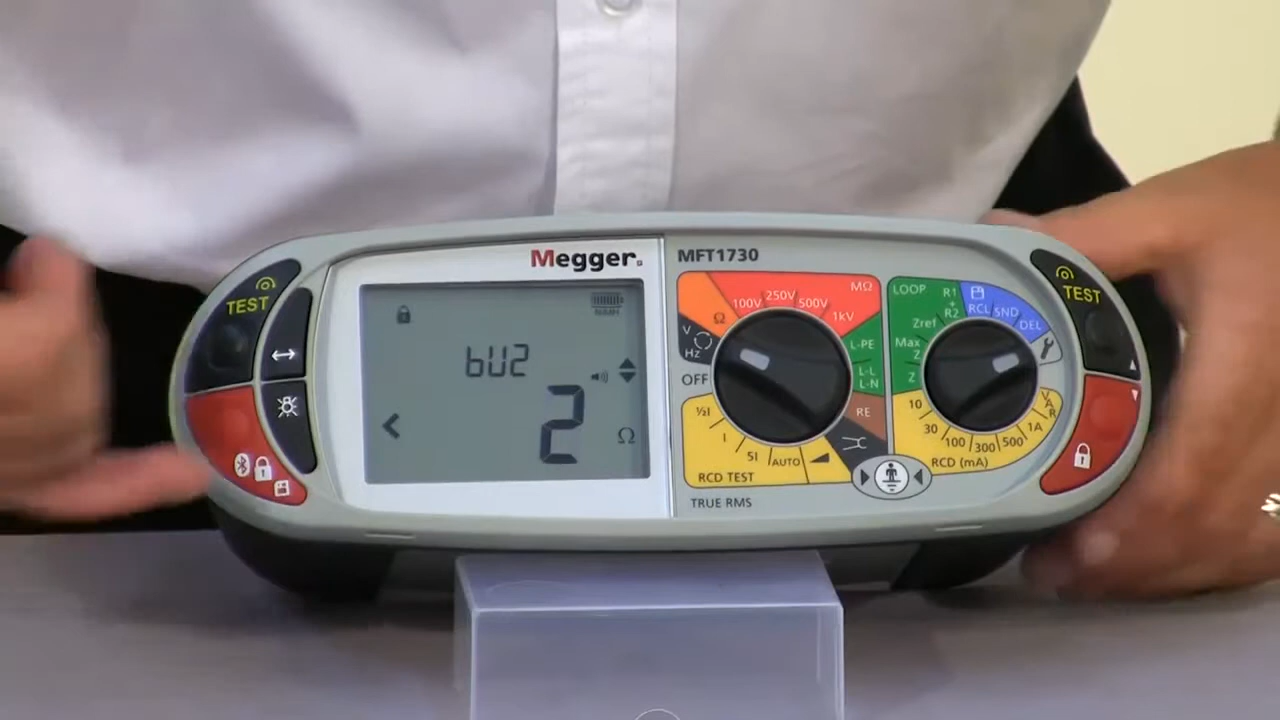 Megger
MFT1730
TEST
NiMH
bUZ
<
2
Ω
MΩ
100V
250V
500V
1kV
Ω
V
Hz
OFF
L-PE
L-L
L-N
RE
½I
I
5I
AUTO
RCD TEST
TRUE RMS
LOOP
R1
+
R2
Zref
Max
Z
Z
RCL
SND
DEL
10
30
100
300
500
1A
VAR
RCD (mA)
TEST